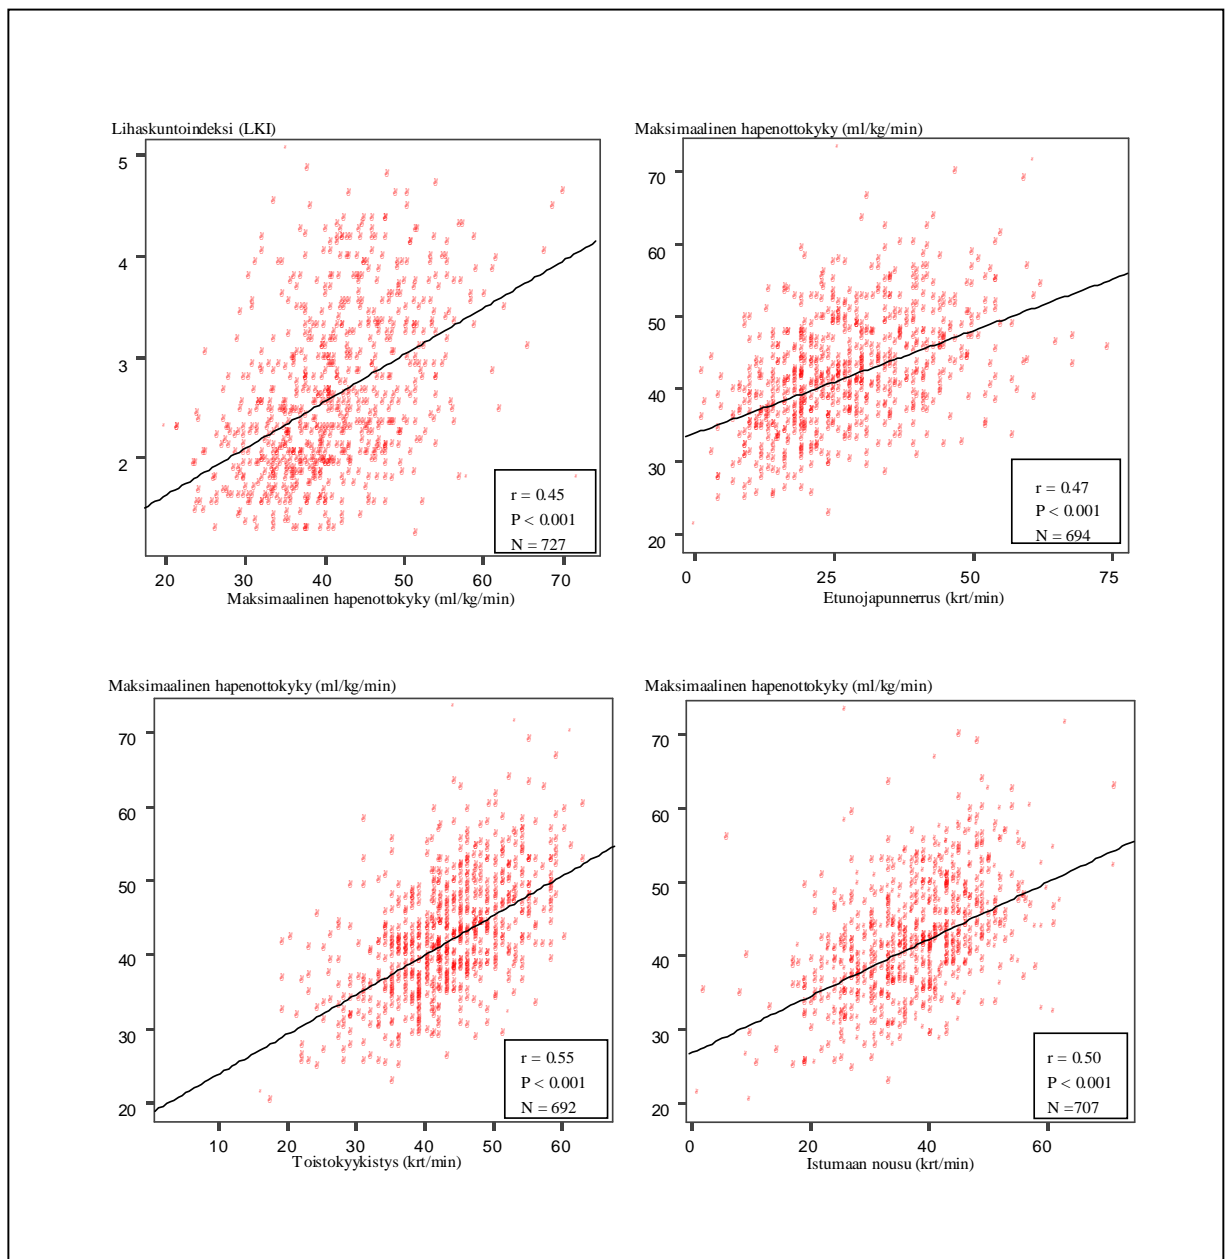 Lihaskuntoindeksi (LKI)
5
4
3
2
r = 0.45
P < 0.001
N = 727
20 30 40 50 60 70
Maksimaalinen hapenottokyky (ml/kg/min)
Maksimaalinen hapenottokyky (ml/kg/min)
70
60
50
40
30
20
r = 0.47
P < 0.001
N = 694
0 25 50 75
Etunojapunnerrus (krt/min)
Maksimaalinen hapenottokyky (ml/kg/min)
70
60
50
40
30
20
r = 0.55
P < 0.001
N = 692
10 20 30 40 50 60
Toistokyykistys (krt/min)
Maksimaalinen hapenottokyky (ml/kg/min)
70
60
50
40
30
20
r = 0.50
P < 0.001
N =707
0 20 40 60
Istumaan nousu (krt/min)